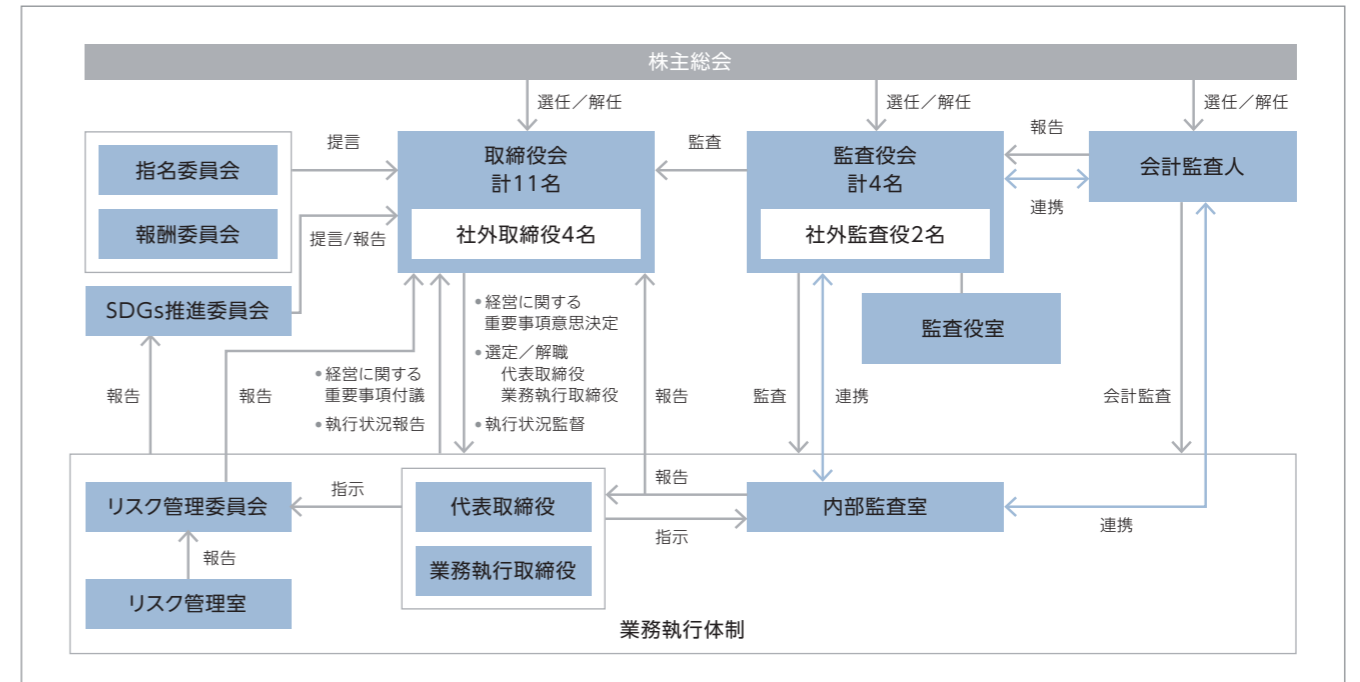 株主総会
選任／解任
選任／解任
選任／解任
指名委員会
報酬委員会
提言
取締役会
計11名
社外取締役4名
監査
監査役会
計4名
社外監査役2名
報告
連携
会計監査人
提言/報告
SDGs推進委員会
監査役室
報告
報告
•経営に関する
重要事項付議
•執行状況報告
•経営に関する
重要事項意思決定
•選定／解職
代表取締役
業務執行取締役
•執行状況監督
報告
監査
連携
会計監査
リスク管理委員会
指示
代表取締役
業務執行取締役
報告
指示
内部監査室
連携
報告
リスク管理室
業務執行体制